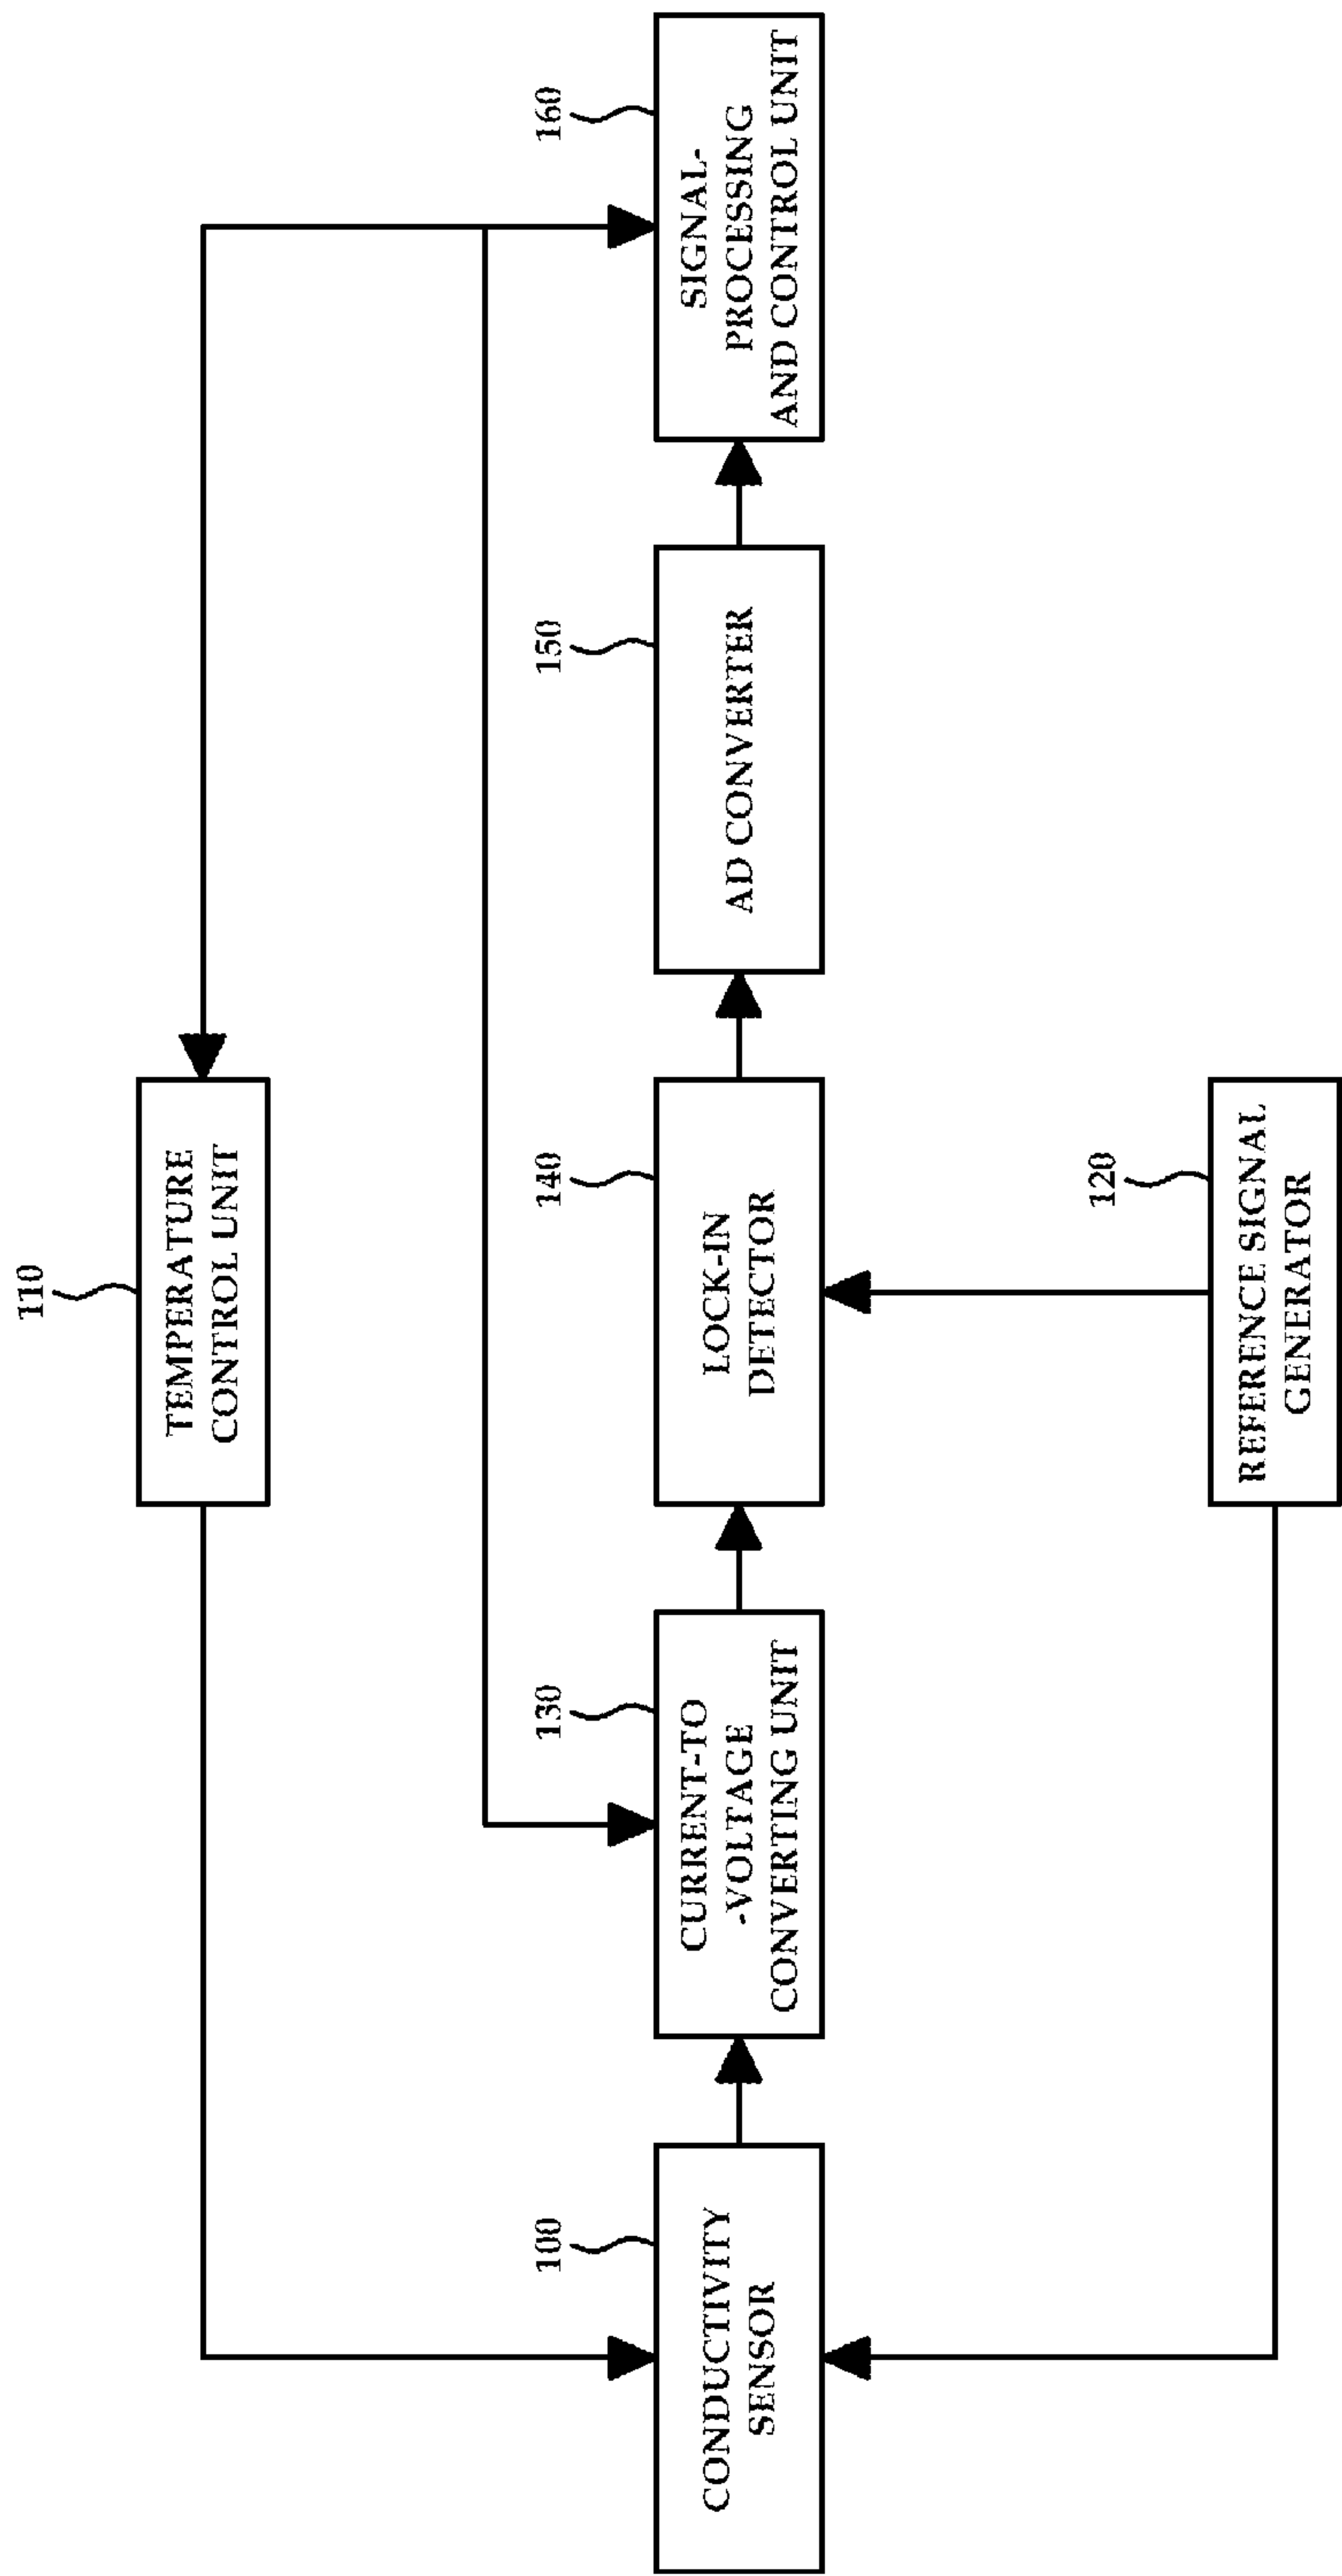 110
TEMPERATURE
CONTROL UNIT
100
CONDUCTIVITY
SENSOR
130
CURRENT-TO
-VOLTAGE
CONVERTING UNIT
140
LOCK-IN
DETECTOR
150
AD CONVERTER
160
SIGNAL-
PROCESSING
AND CONTROL UNIT
120
REFERENCE SIGNAL
GENERATOR